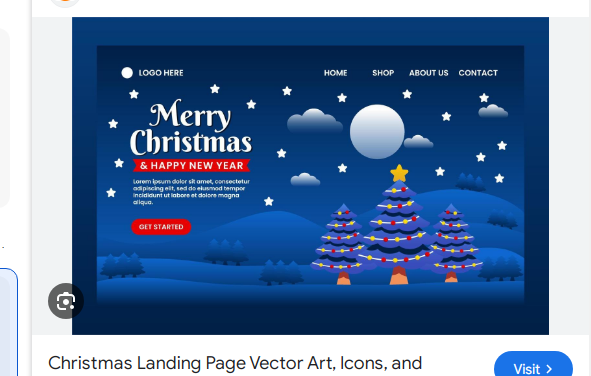 LOGO HERE
HOME SHOP ABOUT US CONTACT
Merry
Christmas
& HAPPY NEW YEAR
Lorem ipsum dolor sit amet, consectetur
adipiscing elit, sed do eiusmod tempor
incididunt ut labore et dolore magna
aliqua.
GET STARTED
Christmas Landing Page Vector Art, Icons, and
Visit